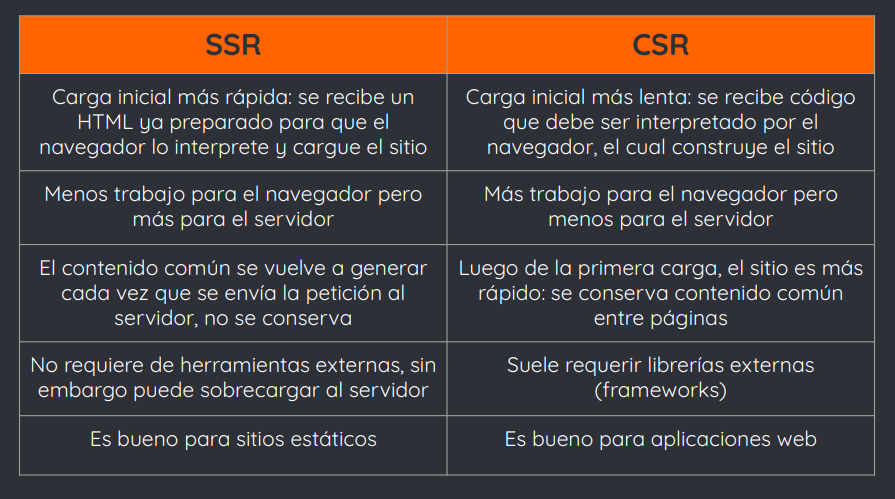 SSR
CSR
Carga inicial más rápida: se recibe un
HTML ya preparado para que el
navegador lo interprete y cargue el sitio
Carga inicial más lenta: se recibe código
que debe ser interpretado por el
navegador, el cual construye el sitio
Menos trabajo para el navegador pero
más para el servidor
Más trabajo para el navegador pero
menos para el servidor
El contenido común se vuelve a generar
cada vez que se envía la petición al
servidor, no se conserva
Luego de la primera carga, el sitio es más
rápido: se conserva contenido común
entre páginas
No requiere de herramientas externas, sin
embargo puede sobrecargar al servidor
Suele requerir librerías externas
(frameworks)
Es bueno para sitios estáticos
Es bueno para aplicaciones web